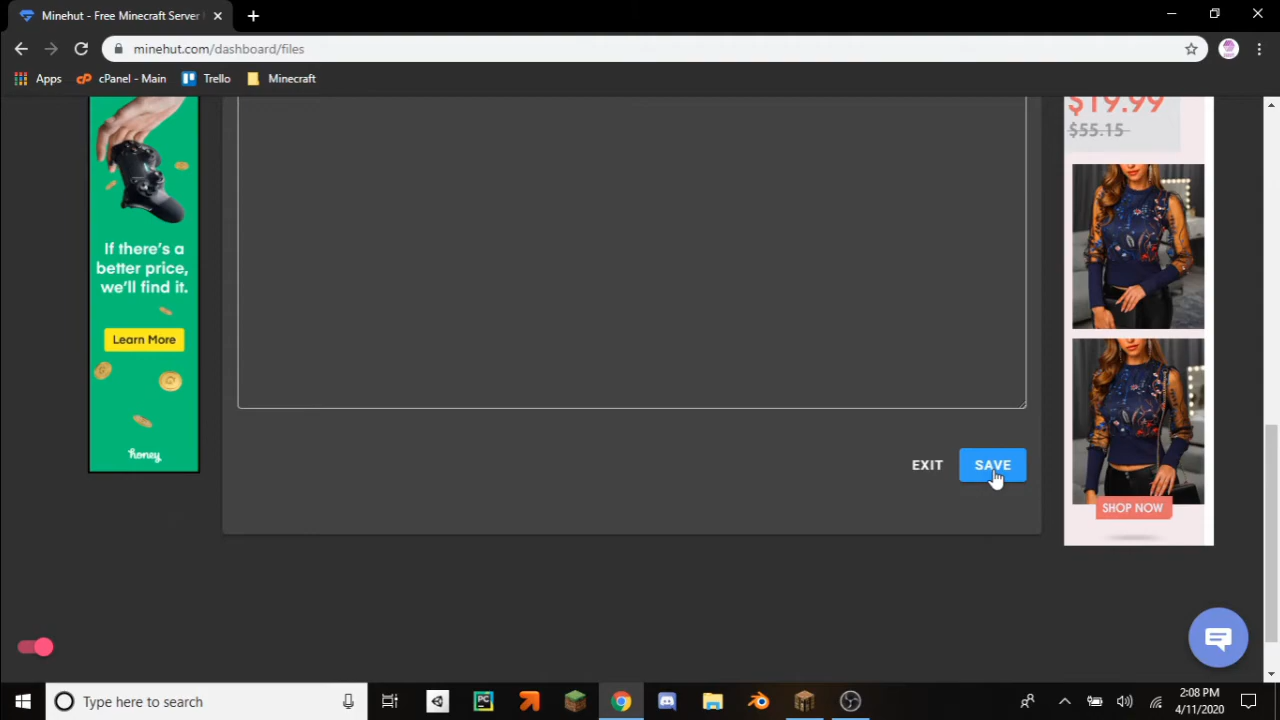 Minehut - Free Minecraft Server
minehut.com/dashboard/files
Apps
cPanel - Main
Trello
Minecraft
If there's a
better price,
we'll find it.
Learn More
honey
$19.99
$55.15
SHOP NOW
EXIT
SAVE
Type here to search
PC
2:08 PM
4/11/2020